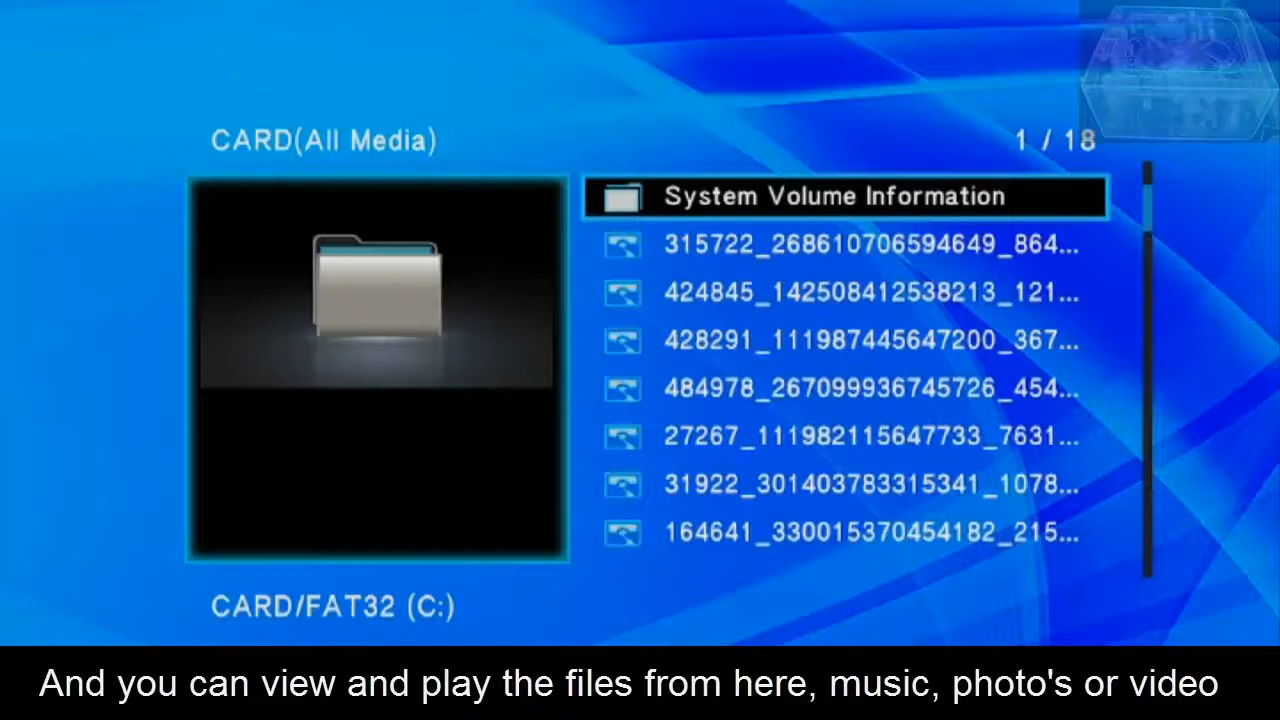 CARD(All Media)
1 / 18
System Volume Information
315722_268610706594649_864...
424845_142508412538213_121...
428291_111987445647200_367...
484978_267099936745726_454...
27267_111982115647733_7631...
31922_301403783315341_1078...
164641_330015370454182_215...
CARD/FAT32 (C:)
And you can view and play the files from here, music, photo's or video